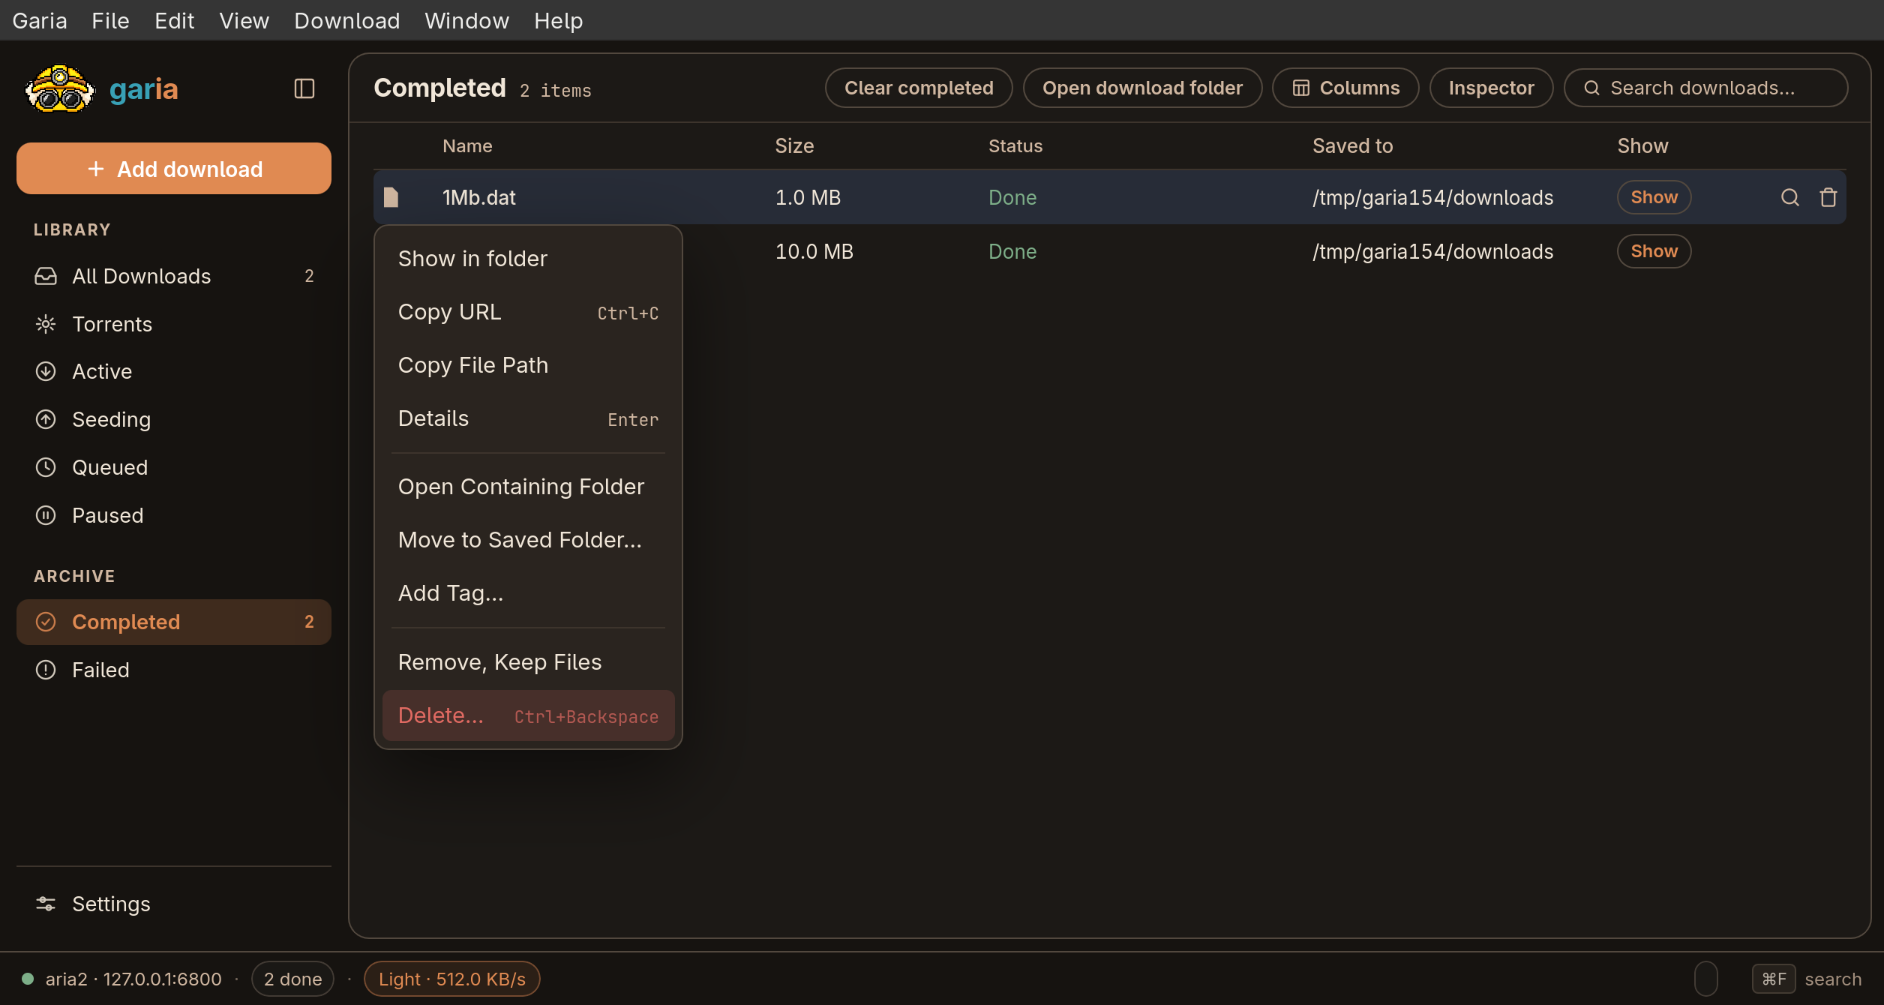 Garia File Edit View Download Window Help
garia
+ Add download
LIBRARY
All Downloads 2
Torrents
Active
Seeding
Queued
Paused
ARCHIVE
Completed 2
Failed
Settings
Completed 2 items Clear completed Open download folder Columns Inspector Search downloads...
Name Size Status Saved to Show
1Mb.dat 1.0 MB Done /tmp/garia154/downloads Show
10.0 MB Done /tmp/garia154/downloads Show
Show in folder
Copy URL Ctrl+C
Copy File Path
Details Enter
Open Containing Folder
Move to Saved Folder...
Add Tag...
Remove, Keep Files
Delete... Ctrl+Backspace
aria2 · 127.0.0.1:6800 · 2 done · Light · 512.0 KB/s ⌘F search